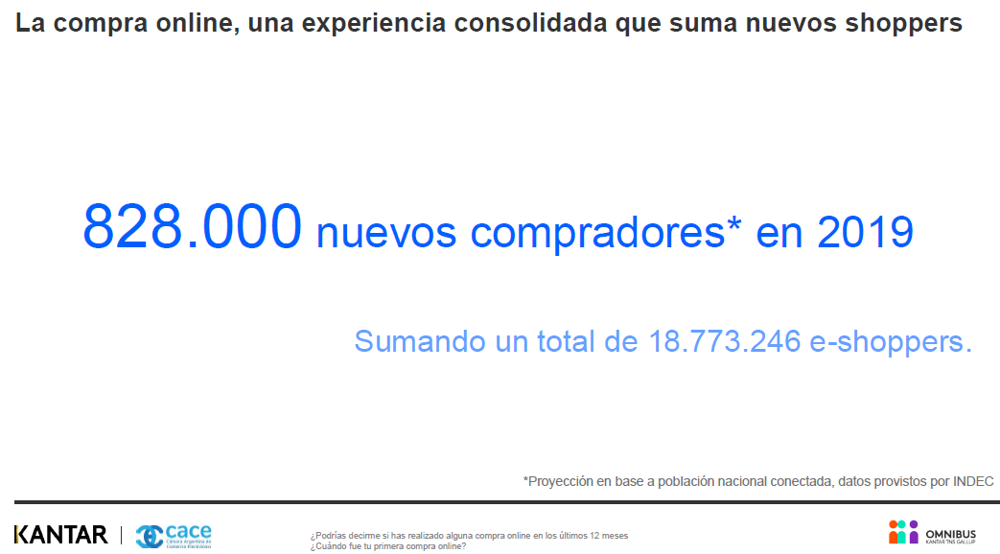 La compra online, una experiencia consolidada que suma nuevos shoppers
828.000 nuevos compradores* en 2019
Sumando un total de 18.773.246 e-shoppers.
*Proyección en base a población nacional conectada, datos provistos por INDEC
KANTAR
cace
Cámara Argentina de
Comercio Electrónico
¿Podrías decirme si has realizado alguna compra online en los últimos 12 meses
¿Cuándo fue tu primera compra online?
OMNIBUS
KANTAR TNS GALLUP